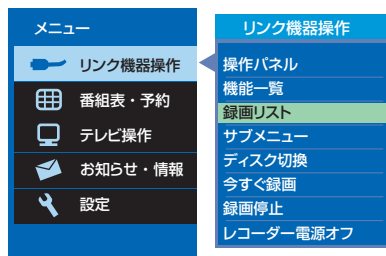 メニュー
リンク機器操作
番組表・予約
テレビ操作
お知らせ・情報
設定
リンク機器操作
操作パネル
機能一覧
録画リスト
サブメニュー
ディスク切換
今すぐ録画
録画停止
レコーダー電源オフ